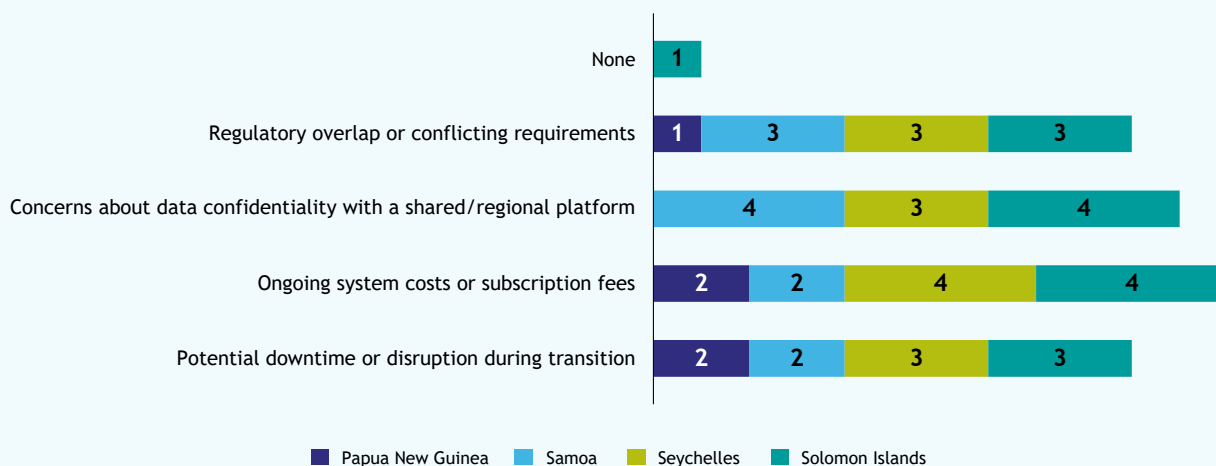 None 1
Regulatory overlap or conflicting requirements 1 3 3 3
Concerns about data confidentiality with a shared/regional platform 4 3 4
Ongoing system costs or subscription fees 2 2 4 4
Potential downtime or disruption during transition 2 2 3 3
Papua New Guinea Samoa Seychelles Solomon Islands